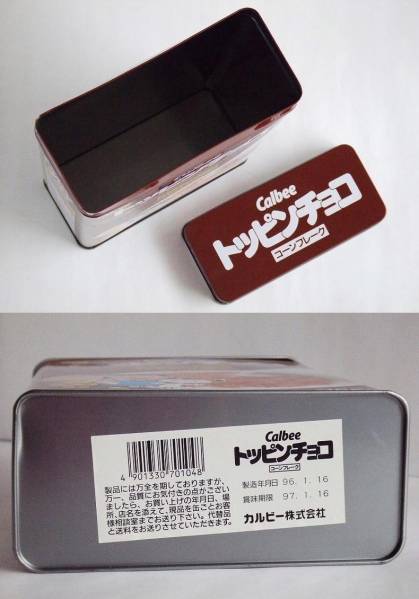 Calbee
トッピンチョコ
コーンフレーク
4 901330 701048
製品には万全を期しておりますが、
万一、品質にお気付きの点がござい
ましたら、お買い上げの年月日、場
所、店名を添えて、現品を缶ごとお客
様相談室までお送り下さい。代替品
と送料をお送りさせていただきます。
Calbee
トッピンチョコ
コーンフレーク
製造年月日 96. 1. 16
賞味期限 97. 1. 16
カルビー株式会社